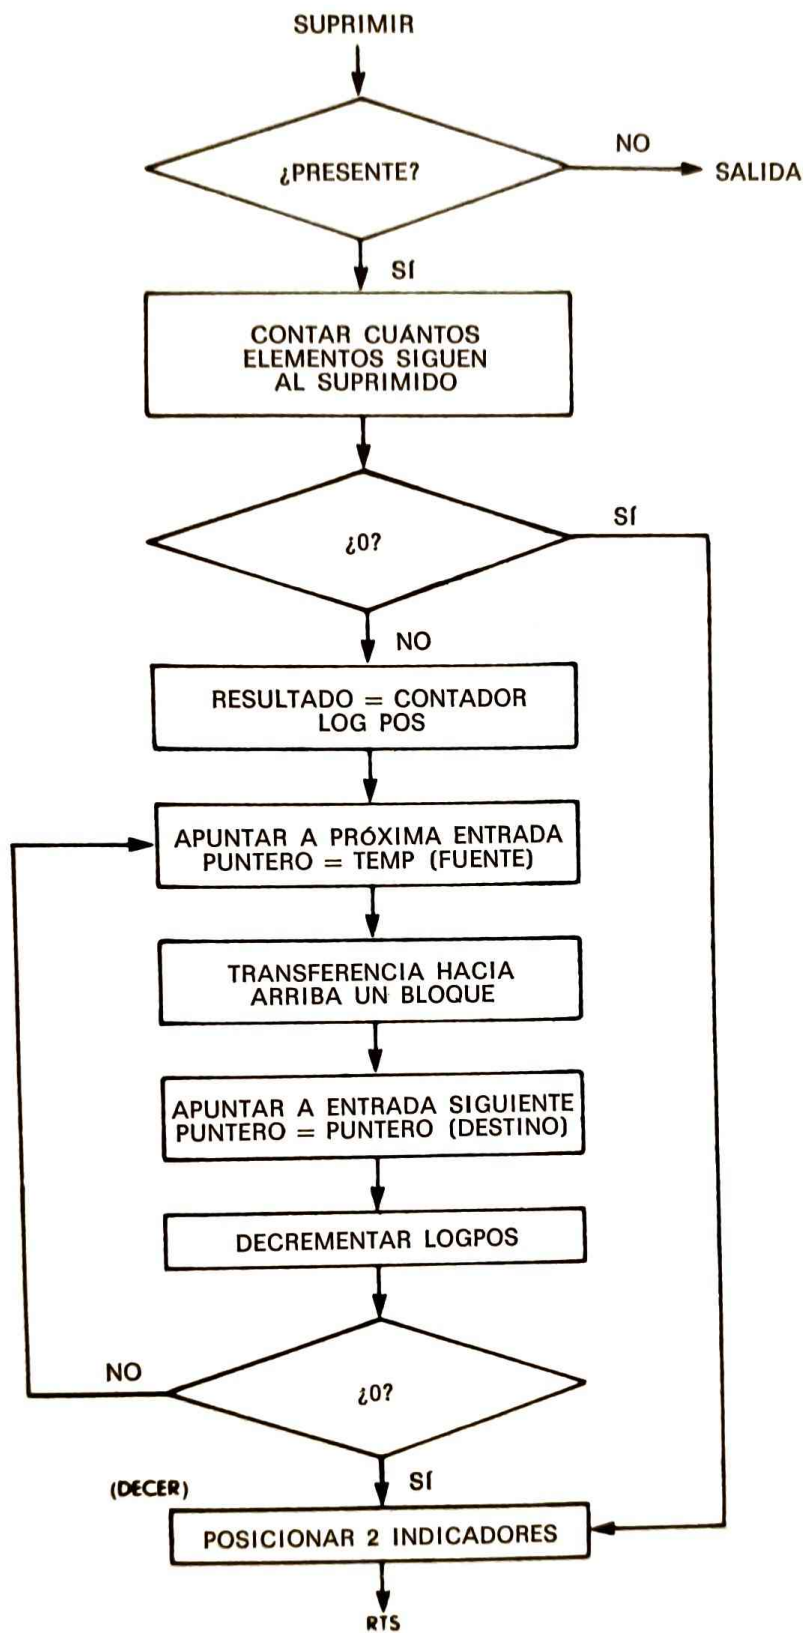 SUPRIMIR
¿PRESENTE?
NO
SALIDA
SÍ
CONTAR CUÁNTOS
ELEMENTOS SIGUEN
AL SUPRIMIDO
¿0?
SÍ
NO
RESULTADO = CONTADOR
LOG POS
APUNTAR A PRÓXIMA ENTRADA
PUNTERO = TEMP (FUENTE)
TRANSFERENCIA HACIA
ARRIBA UN BLOQUE
APUNTAR A ENTRADA SIGUIENTE
PUNTERO = PUNTERO (DESTINO)
DECREMENTAR LOGPOS
NO
¿0?
SÍ
(DECER)
POSICIONAR 2 INDICADORES
RTS